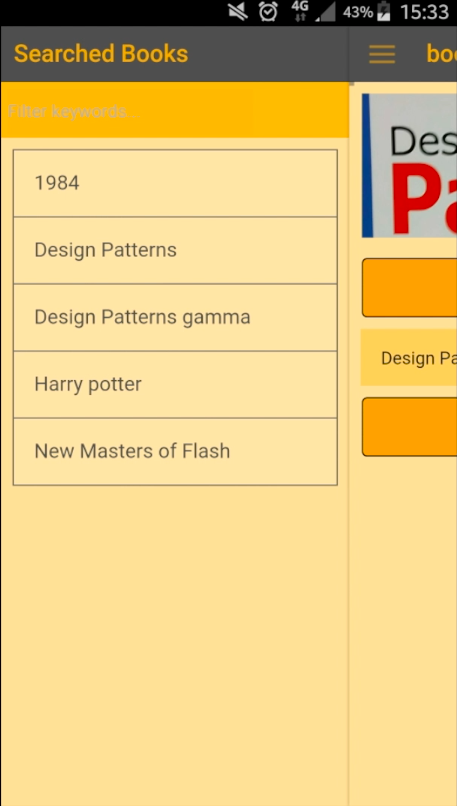 4G 43% 15:33
Searched Books
boo
Filter keywords...
1984
Design Patterns
Design Patterns gamma
Harry potter
New Masters of Flash
Des
Pa
Design Pa